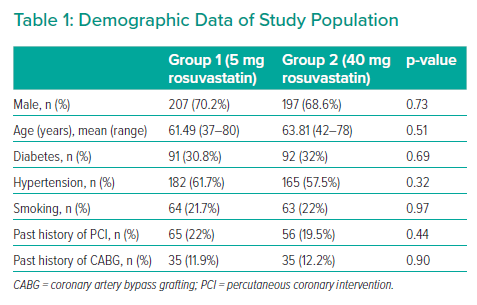 Table 1: Demographic Data of Study Population
Group 1 (5 mg rosuvastatin) Group 2 (40 mg rosuvastatin) p-value
Male, n (%) 207 (70.2%) 197 (68.6%) 0.73
Age (years), mean (range) 61.49 (37–80) 63.81 (42–78) 0.51
Diabetes, n (%) 91 (30.8%) 92 (32%) 0.69
Hypertension, n (%) 182 (61.7%) 165 (57.5%) 0.32
Smoking, n (%) 64 (21.7%) 63 (22%) 0.97
Past history of PCI, n (%) 65 (22%) 56 (19.5%) 0.44
Past history of CABG, n (%) 35 (11.9%) 35 (12.2%) 0.90
CABG = coronary artery bypass grafting; PCI = percutaneous coronary intervention.